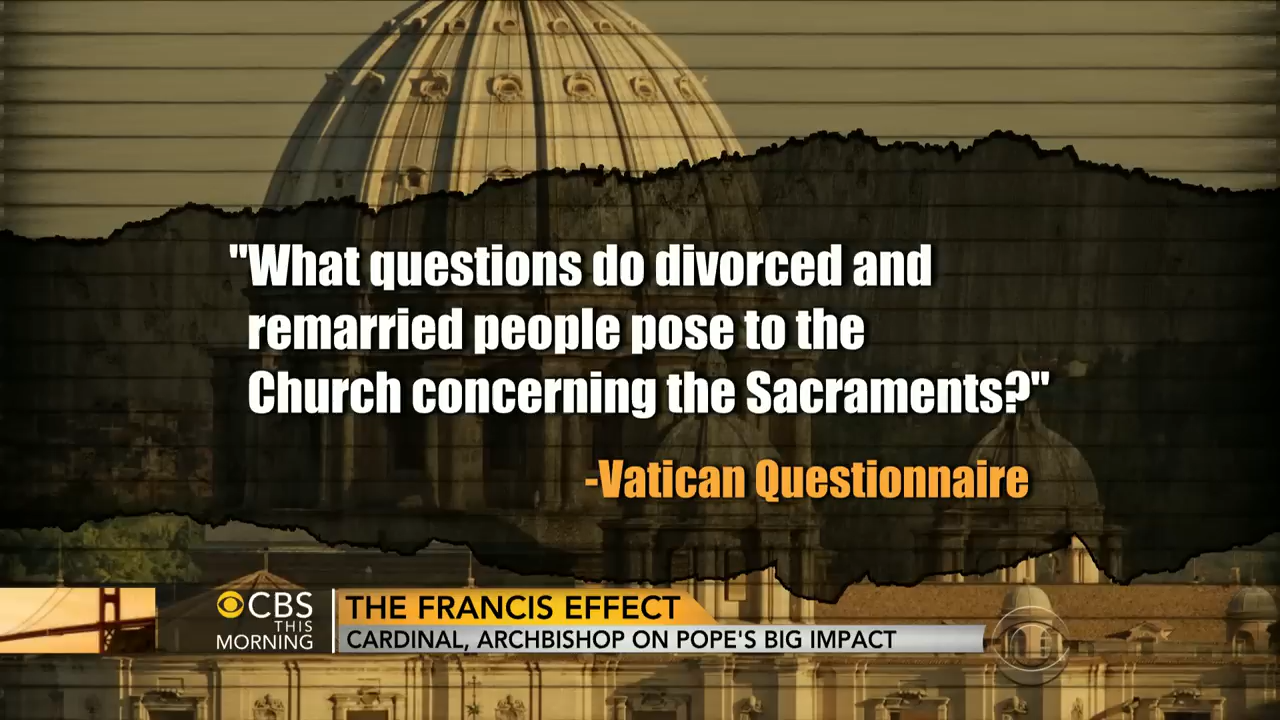 "What questions do divorced and
remarried people pose to the
Church concerning the Sacraments?"
-Vatican Questionnaire
CBS
THIS
MORNING
THE FRANCIS EFFECT
CARDINAL, ARCHBISHOP ON POPE'S BIG IMPACT